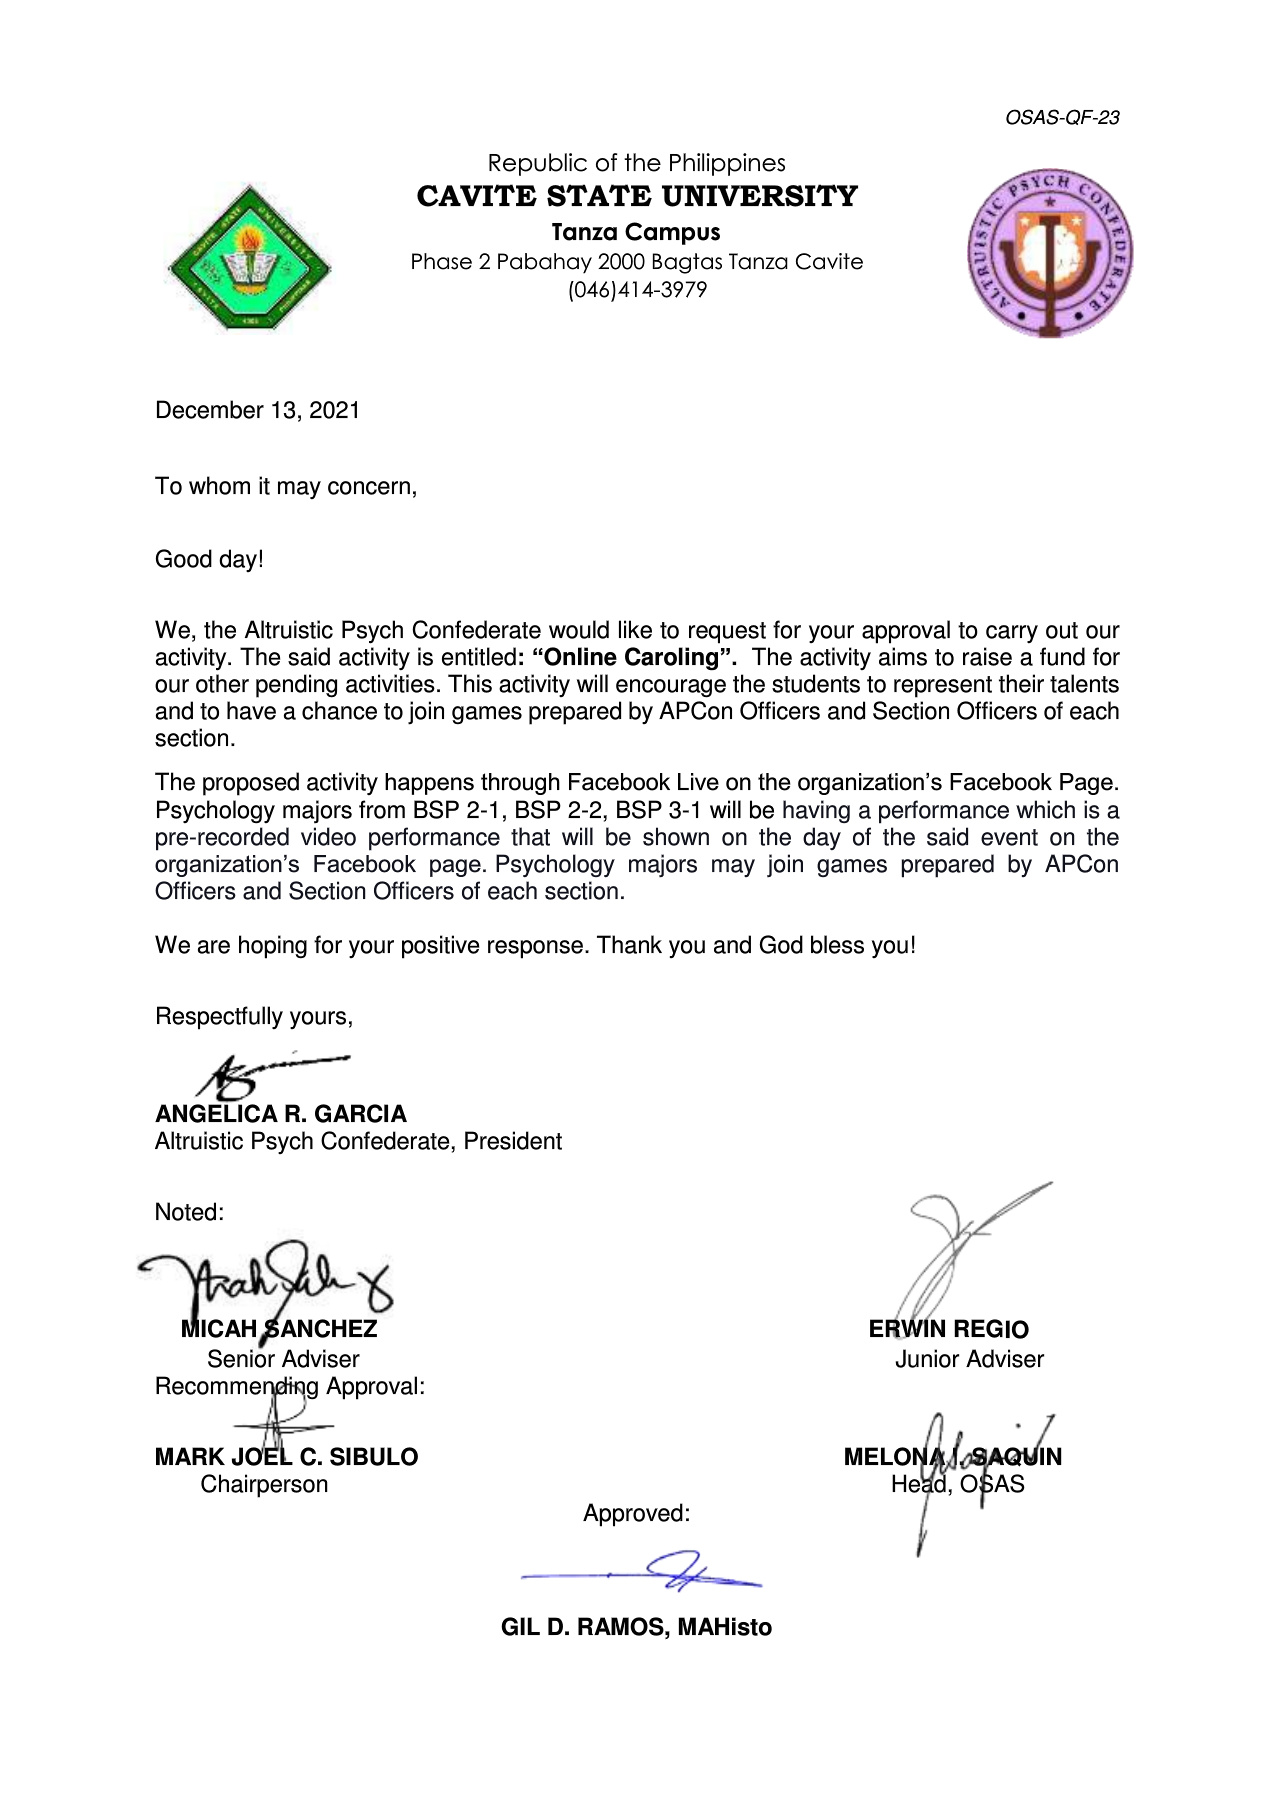 OSAS-QF-23
Republic of the Philippines
CAVITE STATE UNIVERSITY
Tanza Campus
Phase 2 Pabahay 2000 Bagtas Tanza Cavite
(046)414-3979
CAVITE STATE UNIVERSITY
ALTRUISTIC PSYCH CONFEDERATE
December 13, 2021
To whom it may concern,
Good day!
We, the Altruistic Psych Confederate would like to request for your approval to carry out our
activity. The said activity is entitled: “Online Caroling”. The activity aims to raise a fund for
our other pending activities. This activity will encourage the students to represent their talents
and to have a chance to join games prepared by APCon Officers and Section Officers of each
section.
The proposed activity happens through Facebook Live on the organization’s Facebook Page.
Psychology majors from BSP 2-1, BSP 2-2, BSP 3-1 will be having a performance which is a
pre-recorded video performance that will be shown on the day of the said event on the
organization’s Facebook page. Psychology majors may join games prepared by APCon
Officers and Section Officers of each section.
We are hoping for your positive response. Thank you and God bless you!
Respectfully yours,
ANGELICA R. GARCIA
Altruistic Psych Confederate, President
Noted:
MICAH SANCHEZ
ERWIN REGIO
Senior Adviser
Junior Adviser
Recommending Approval:
MARK JOEL C. SIBULO
MELONA I. SAQUIN
Chairperson
Head, OSAS
Approved:
GIL D. RAMOS, MAHisto